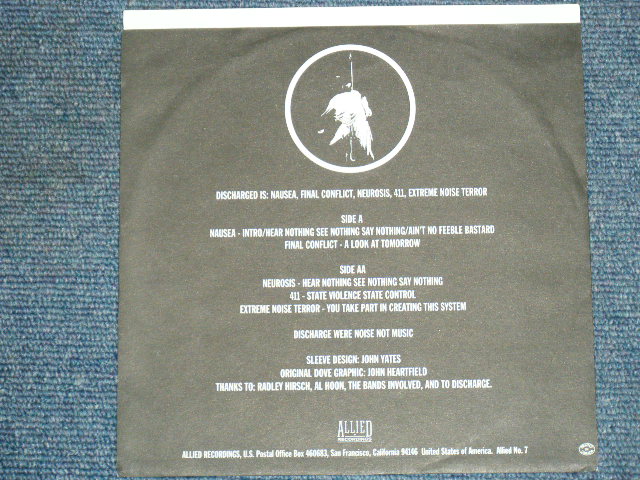 DISCHARGED IS: NAUSEA, FINAL CONFLICT, NEUROSIS, 411, EXTREME NOISE TERROR
SIDE A
NAUSEA - INTRO/HEAR NOTHING SEE NOTHING SAY NOTHING/AIN'T NO FEEBLE BASTARD
FINAL CONFLICT - A LOOK AT TOMORROW
SIDE AA
NEUROSIS - HEAR NOTHING SEE NOTHING SAY NOTHING
411 - STATE VIOLENCE STATE CONTROL
EXTREME NOISE TERROR - YOU TAKE PART IN CREATING THIS SYSTEM
DISCHARGE WERE NOISE NOT MUSIC
SLEEVE DESIGN: JOHN YATES
ORIGINAL DOVE GRAPHIC: JOHN HEARTFIELD
THANKS TO: RADLEY HIRSCH, AL HOON, THE BANDS INVOLVED, AND TO DISCHARGE.
ALLIED
RECORDINGS
ALLIED RECORDINGS, U.S. Postal Office Box 460683, San Francisco, California 94146 United States of America. Allied No. 7